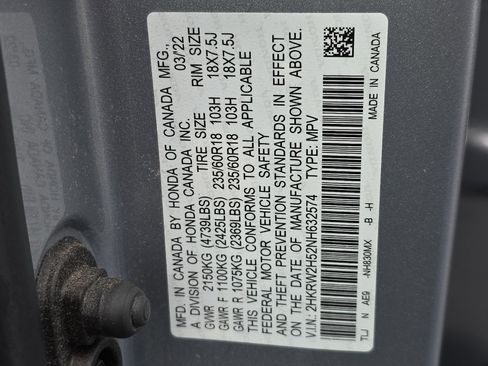 MADE IN CANADA BY HONDA OF CANADA MFG.,
A DIVISION OF HONDA CANADA INC. 03/22
TIRE SIZE RIM SIZE
GVWR 2150KG (4739LBS)
GAWR F 1100KG (2425LBS) 235/60R18 103H 18X7.5J
GAWR R 1075KG (2369LBS) 235/60R18 103H 18X7.5J
THIS VEHICLE CONFORMS TO ALL APPLICABLE
FEDERAL MOTOR VEHICLE SAFETY
AND THEFT PREVENTION STANDARDS IN EFFECT
ON THE DATE OF MANUFACTURE SHOWN ABOVE.
V.I.N.: 2HKRW2H52NH632574 TYPE: MPV
TLJ N AE9 -NH830MX -B -H
MADE IN CANADA